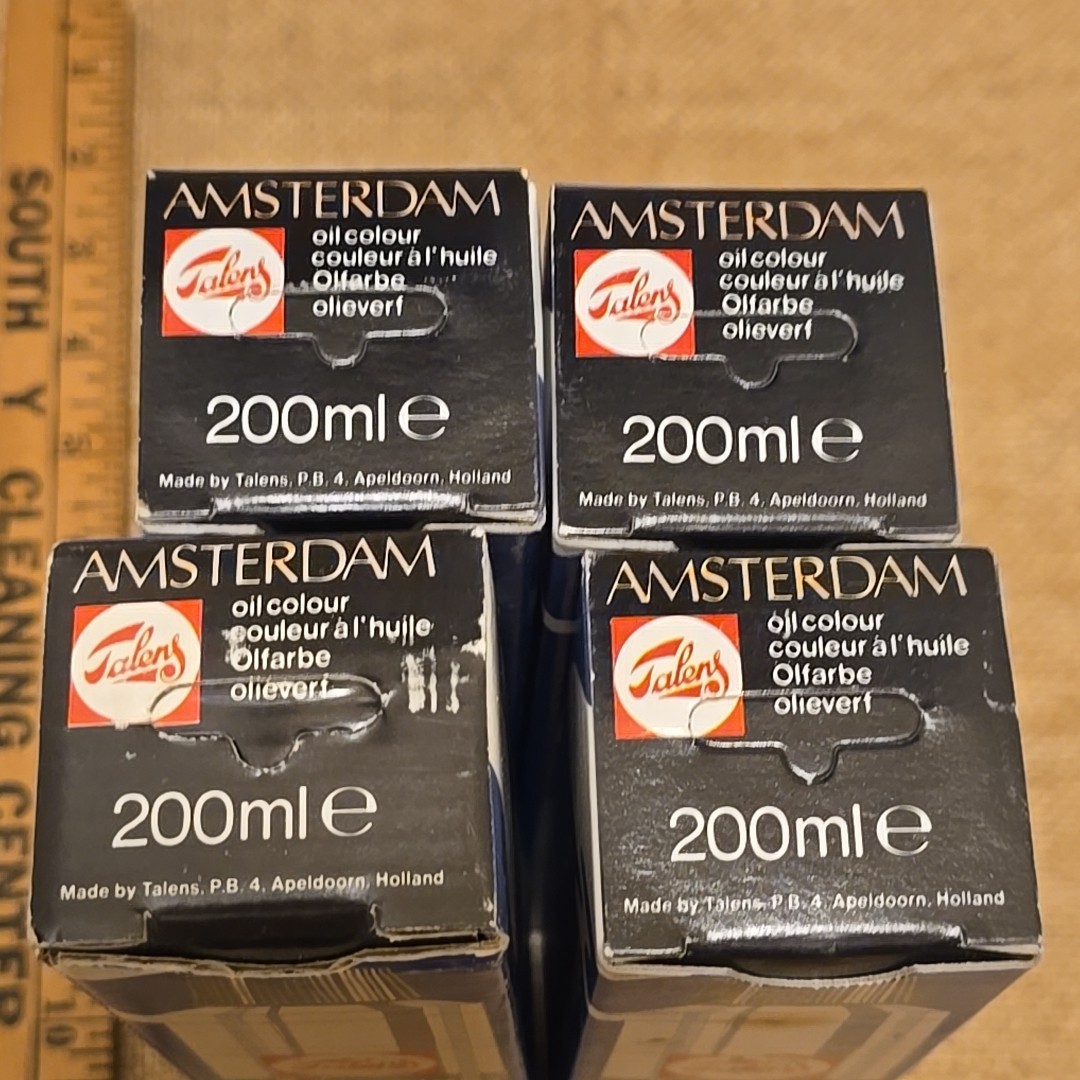 AMSTERDAM
Talens
oil colour
couleur à l'huile
Olfarbe
olieverf
200ml e
Made by Talens, P.B. 4, Apeldoorn, Holland
AMSTERDAM
Talens
oil colour
couleur à l'huile
Olfarbe
olieverf
200ml e
Made by Talens, P.B. 4, Apeldoorn, Holland
AMSTERDAM
Talens
oil colour
couleur à l'huile
Olfarbe
olieverf
200ml e
Made by Talens, P.B. 4, Apeldoorn, Holland
AMSTERDAM
Talens
oil colour
couleur à l'huile
Olfarbe
olieverf
200ml e
Made by Talens, P.B. 4, Apeldoorn, Holland
SOUTH Y CLEANING CENTER
10